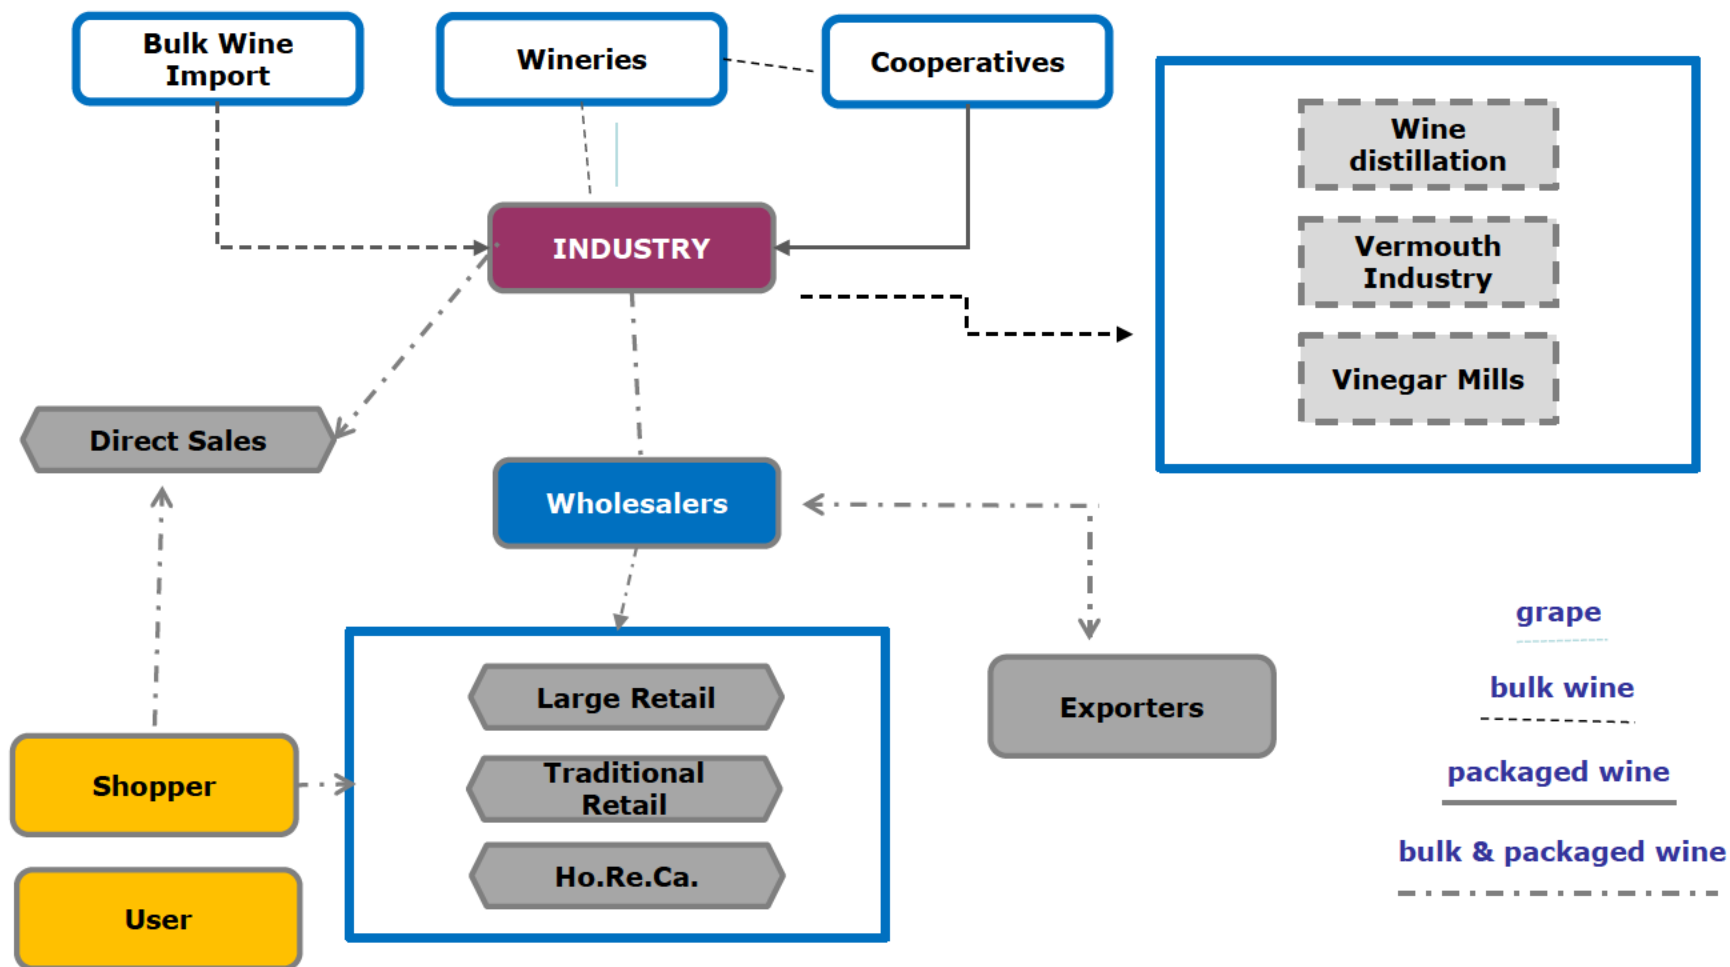 Bulk Wine
Import
Wineries
Cooperatives
Wine
distillation
Vermouth
Industry
Vinegar Mills
INDUSTRY
Direct Sales
Wholesalers
Large Retail
Traditional
Retail
Ho.Re.Ca.
Exporters
Shopper
User
grape
bulk wine
packaged wine
bulk & packaged wine